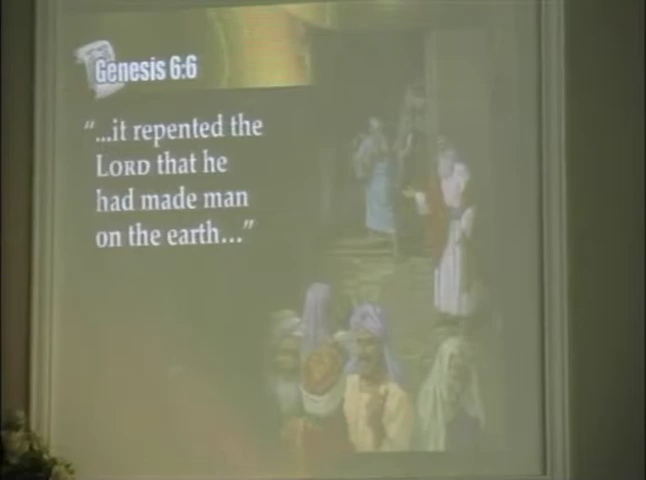 Genesis 6:6
“...it repented the
LORD that he
had made man
on the earth...”